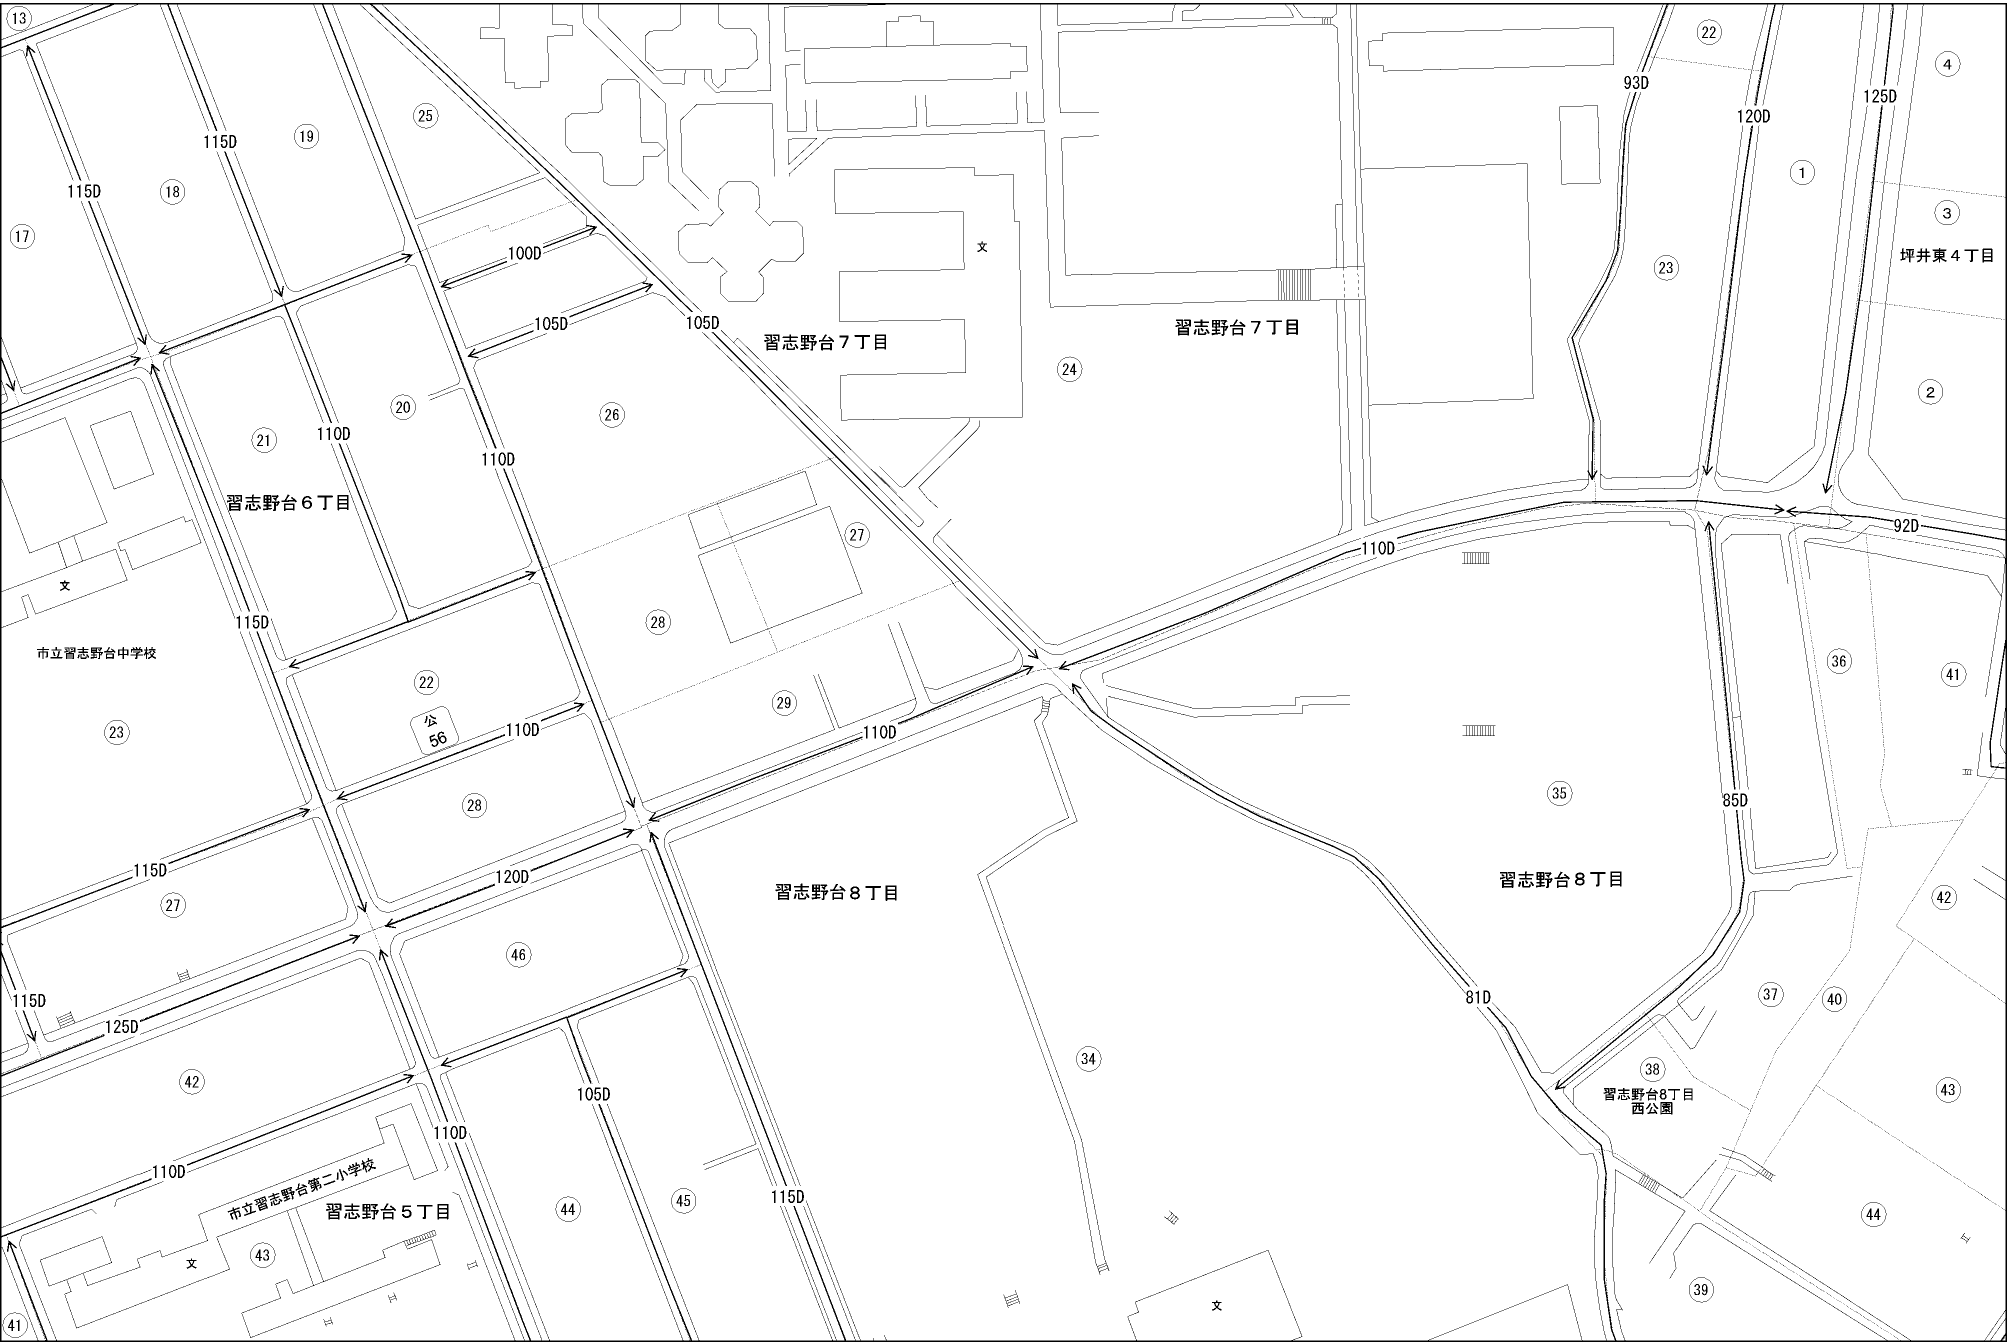 13
22
4
93D
125D
25
120D
115D
19
1
115D
18
3
17
文
坪井東４丁目
100D
23
105D
105D
習志野台７丁目
習志野台７丁目
24
2
20
26
110D
21
110D
習志野台６丁目
92D
27
110D
文
115D
28
市立習志野台中学校
36
41
22
29
公
56
23
110D
110D
35
85D
28
115D
120D
習志野台８丁目
習志野台８丁目
42
27
46
37
40
81D
115D
125D
34
38
42
43
105D
習志野台8丁目
西公園
110D
110D
市立習志野台第二小学校
115D
45
44
習志野台５丁目
44
43
文
39
文
41